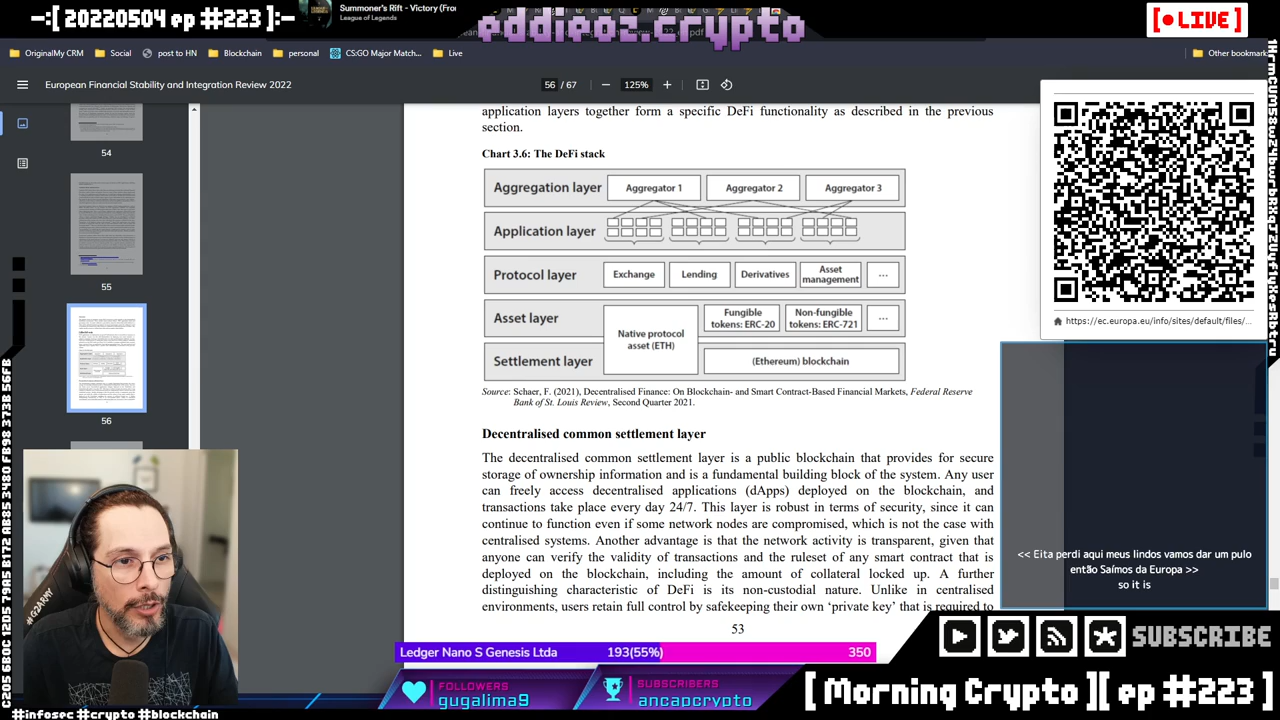 -:[ 20220504 ep #223 ]:-
Summoner's Rift - Victory (Fro
League of Legends
eddieoz.crypto
[ • LIVE ]
OriginalMy CRM
Social
post to HN
Blockchain
personal
CS:GO Major Match...
Live
Other bookmark
European Financial Stability and Integration Review 2022
56 / 67
125%
54
55
56
application layers together form a specific DeFi functionality as described in the previous
section.
Chart 3.6: The DeFi stack
Aggregation layer
Aggregator 1
Aggregator 2
Aggregator 3
Application layer
Protocol layer
Exchange
Lending
Derivatives
Asset
management
...
Asset layer
Native protocol
asset (ETH)
Fungible
tokens: ERC-20
Non-fungible
tokens: ERC-721
...
Settlement layer
(Ethereum) blockchain
Source: Schaer, F. (2021), Decentralised Finance: On Blockchain- and Smart Contract-Based Financial Markets, Federal Reserve
Bank of St. Louis Review, Second Quarter 2021.
Decentralised common settlement layer
The decentralised common settlement layer is a public blockchain that provides for secure
storage of ownership information and is a fundamental building block of the system. Any user
can freely access decentralised applications (dApps) deployed on the blockchain, and
transactions take place every day 24/7. This layer is robust in terms of security, since it can
continue to function even if some network nodes are compromised, which is not the case with
centralised systems. Another advantage is that the network activity is transparent, given that
anyone can verify the validity of transactions and the ruleset of any smart contract that is
deployed on the blockchain, including the amount of collateral locked up. A further
distinguishing characteristic of DeFi is its non-custodial nature. Unlike in centralised
environments, users retain full control by safekeeping their own ‘private key’ that is required to
53
https://ec.europa.eu/info/sites/default/files/...
<< Eita perdi aqui meus lindos vamos dar um pulo
então Saímos da Europa >>
so it is
Ledger Nano S Genesis Ltda
193(55%)
350
FOLLOWERS
gugalima9
SUBSCRIBERS
ancapcrypto
SUBSCRIBE
[ Morning Crypto ][ ep #223 ]
infosec #crypto #blockchain